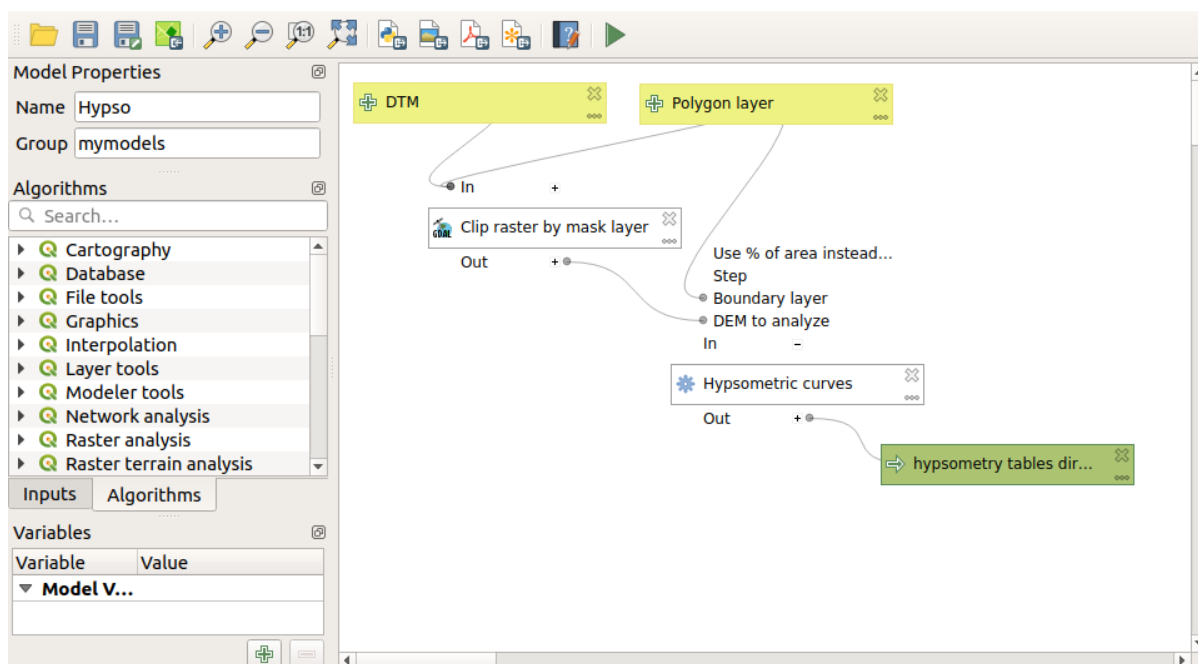 1:1
Model Properties
Name Hypso
Group mymodels
Algorithms
Search...
Cartography
Database
File tools
Graphics
Interpolation
Layer tools
Modeler tools
Network analysis
Raster analysis
Raster terrain analysis
Inputs Algorithms
Variables
Variable Value
Model V...
DTM
Polygon layer
In +
GDAL Clip raster by mask layer
Out +
Use % of area instead...
Step
Boundary layer
DEM to analyze
In -
Hypsometric curves
Out +
hypsometry tables dir...